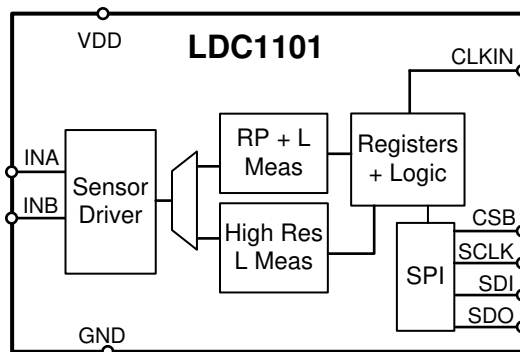 VDD
LDC1101
CLKIN
INA
INB
Sensor
Driver
RP + L
Meas
High Res
L Meas
Registers
+ Logic
SPI
CSB
SCLK
SDI
SDO
GND